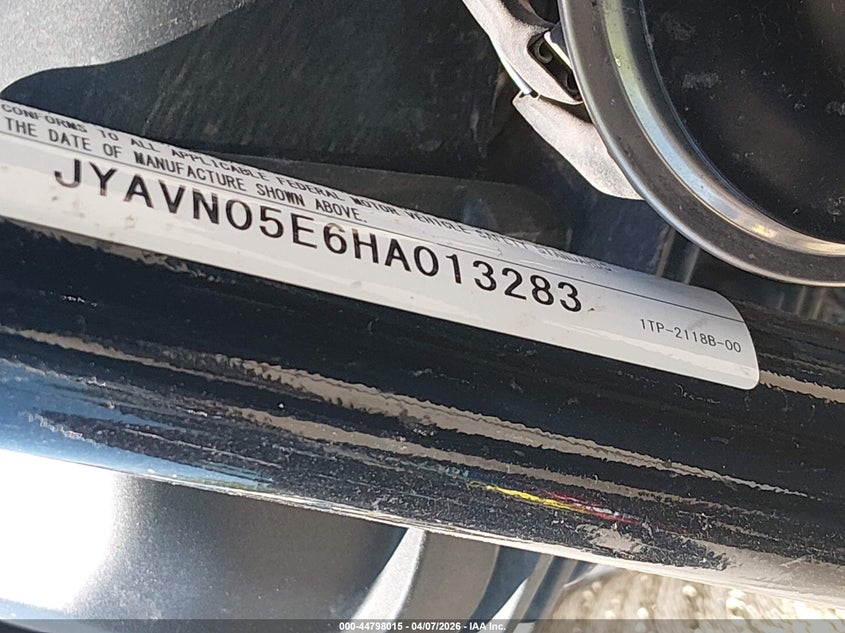 CONFORMS TO ALL APPLICABLE FEDERAL MOTOR VEHICLE SAFETY STANDARDS
THE DATE OF MANUFACTURE SHOWN ABOVE.
JYAVN05E6HA013283
1TP-2118B-00
000-44798015 - 04/07/2026 - IAA Inc.